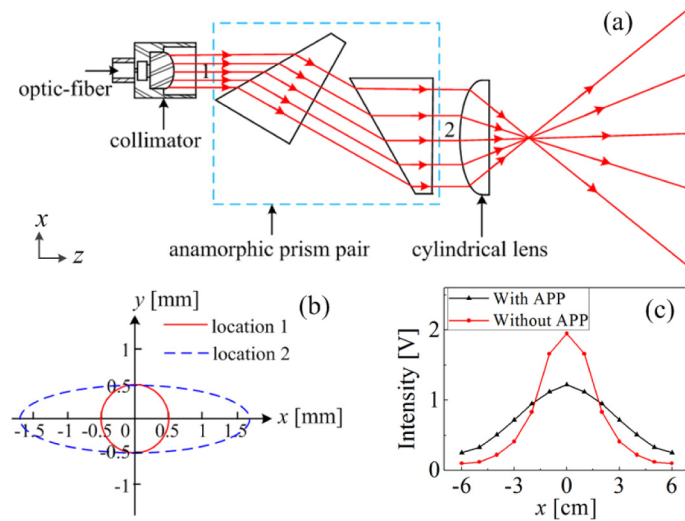 (a)
1
optic-fiber
collimator
2
x
z
anamorphic prism pair
cylindrical lens
(b)
y [mm]
location 1
location 2
1
0.5
-1.5 -1 -0.5 0 0.5 1 1.5
x [mm]
-0.5
-1
(c)
With APP
Without APP
Intensity [V]
2
1
0
-6 -3 0 3 6
x [cm]